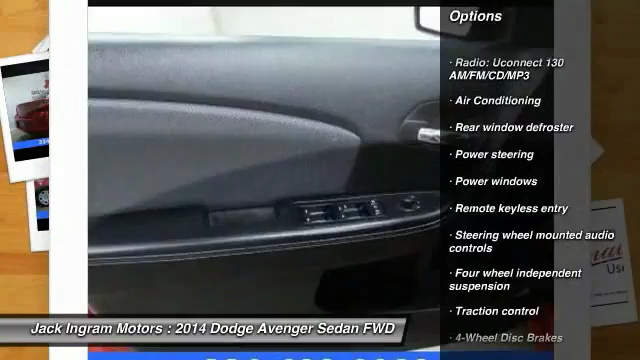 Options
· Radio: Uconnect 130
AM/FM/CD/MP3
· Air Conditioning
· Rear window defroster
· Power steering
· Power windows
· Remote keyless entry
· Steering wheel mounted audio
controls
· Four wheel independent
suspension
· Traction control
· 4-Wheel Disc Brakes
Jack Ingram Motors : 2014 Dodge Avenger Sedan FWD